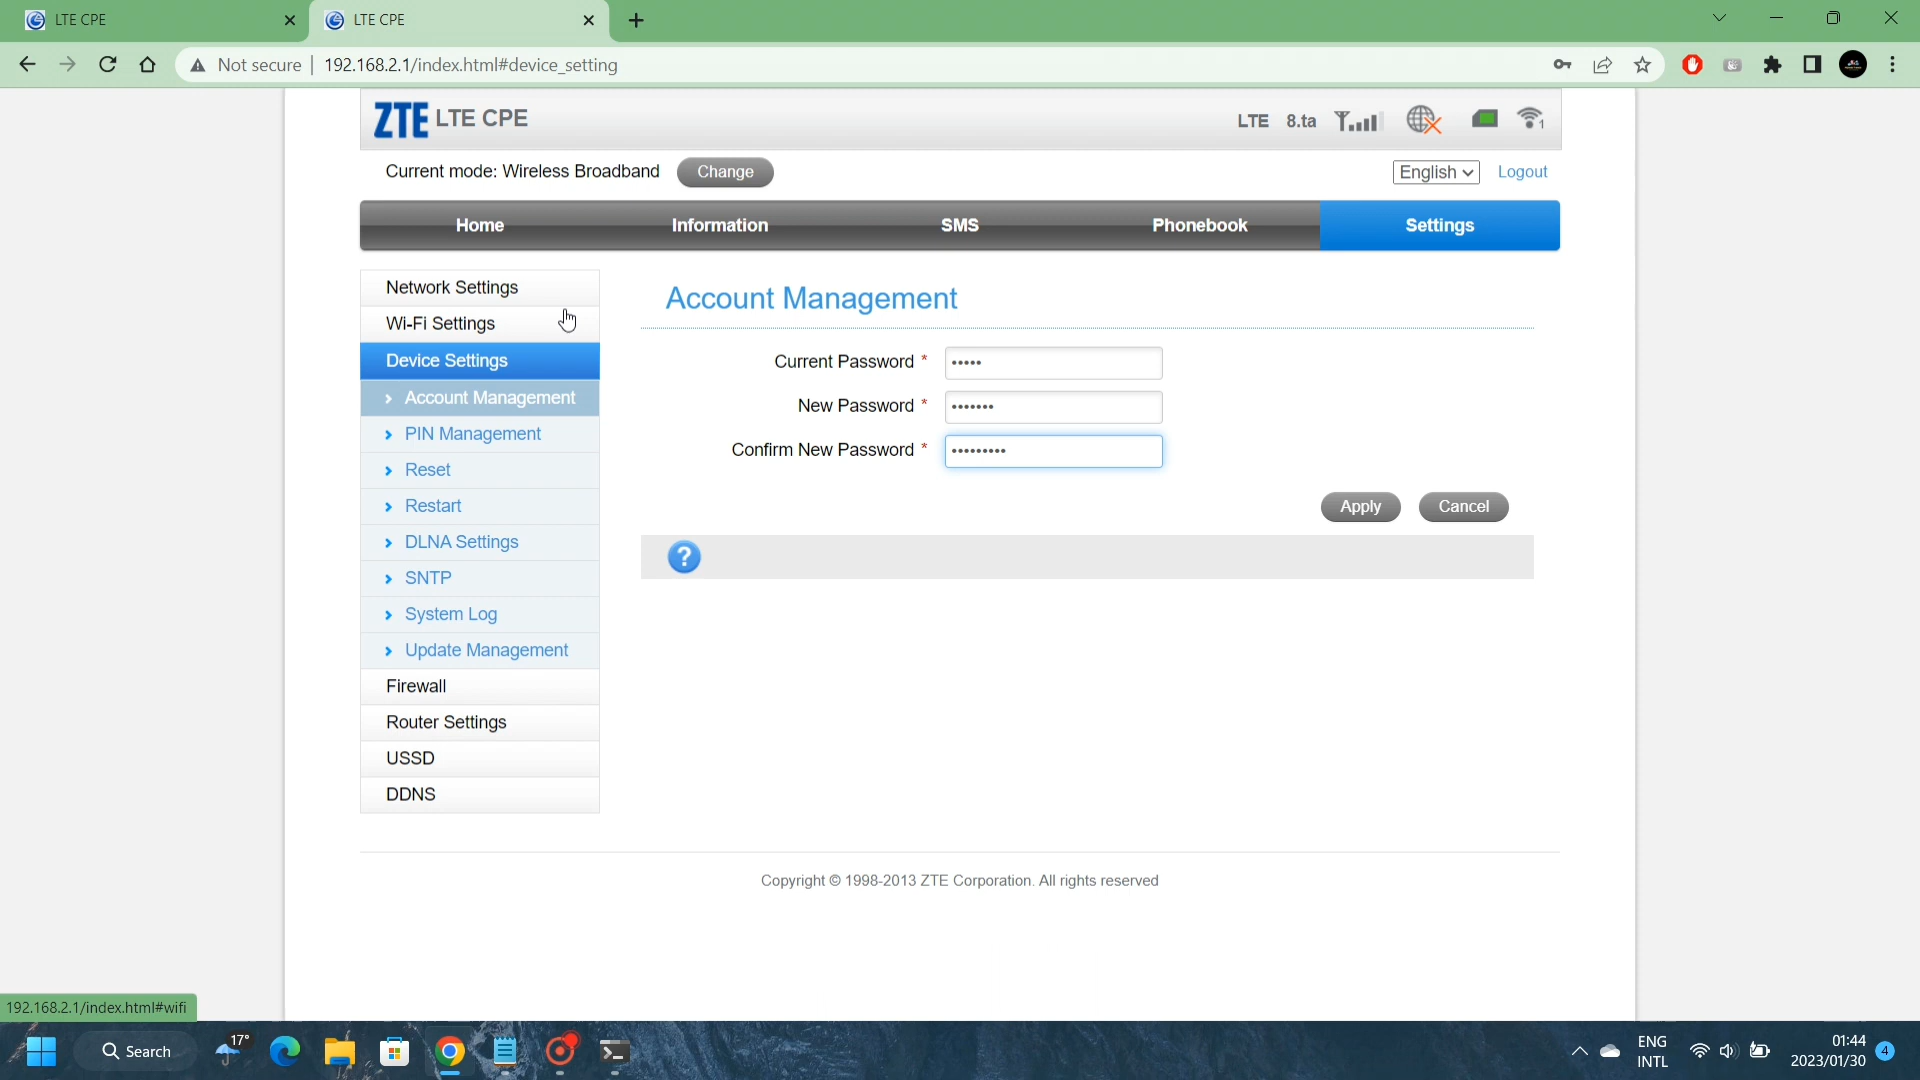 LTE CPE
LTE CPE
Not secure | 192.168.2.1/index.html#device_setting
ZTE LTE CPE
LTE 8.ta
1
Current mode: Wireless Broadband Change
English Logout
Home Information SMS Phonebook Settings
Network Settings
Wi-Fi Settings
Device Settings
Account Management
PIN Management
Reset
Restart
DLNA Settings
SNTP
System Log
Update Management
Firewall
Router Settings
USSD
DDNS
Account Management
Current Password * •••••
New Password * •••••••
Confirm New Password * •••••••••
Apply Cancel
?
Copyright © 1998-2013 ZTE Corporation. All rights reserved
192.168.2.1/index.html#wifi
Search
17°
ENG
INTL
01:44
2023/01/30
4